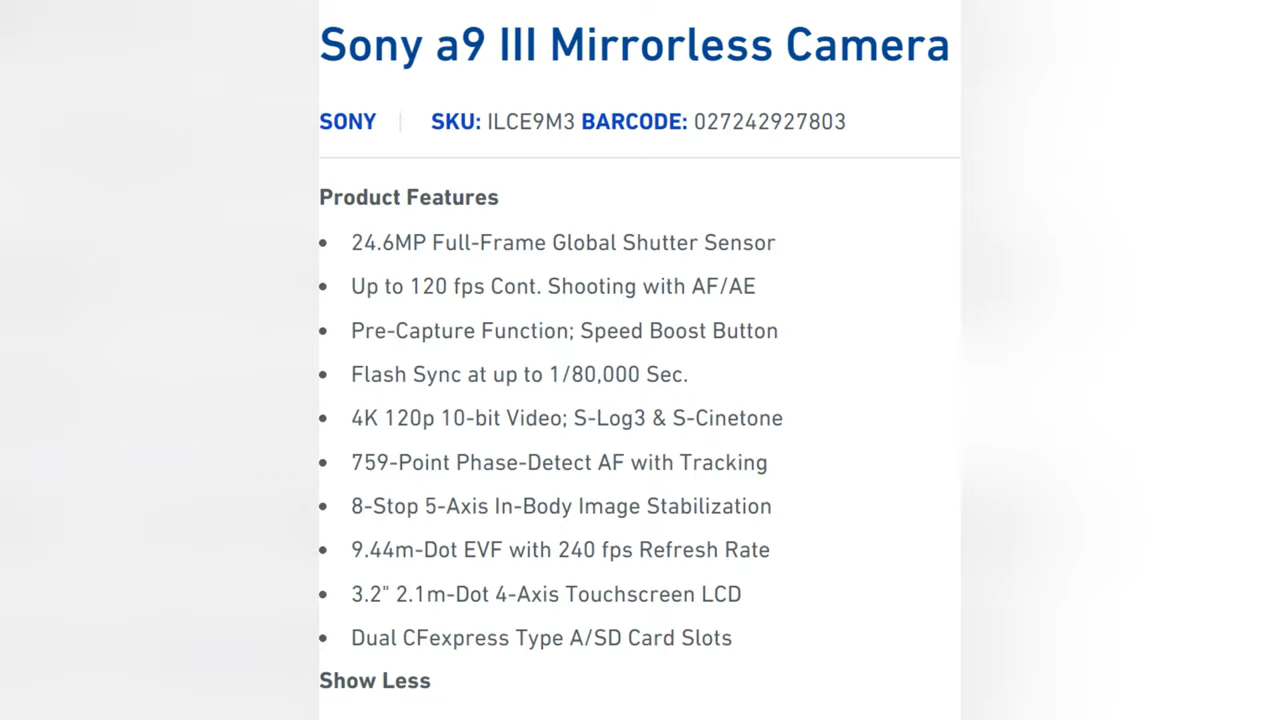 Sony a9 III Mirrorless Camera
SONY SKU: ILCE9M3 BARCODE: 027242927803
Product Features
• 24.6MP Full-Frame Global Shutter Sensor
• Up to 120 fps Cont. Shooting with AF/AE
• Pre-Capture Function; Speed Boost Button
• Flash Sync at up to 1/80,000 Sec.
• 4K 120p 10-bit Video; S-Log3 & S-Cinetone
• 759-Point Phase-Detect AF with Tracking
• 8-Stop 5-Axis In-Body Image Stabilization
• 9.44m-Dot EVF with 240 fps Refresh Rate
• 3.2" 2.1m-Dot 4-Axis Touchscreen LCD
• Dual CFexpress Type A/SD Card Slots
Show Less